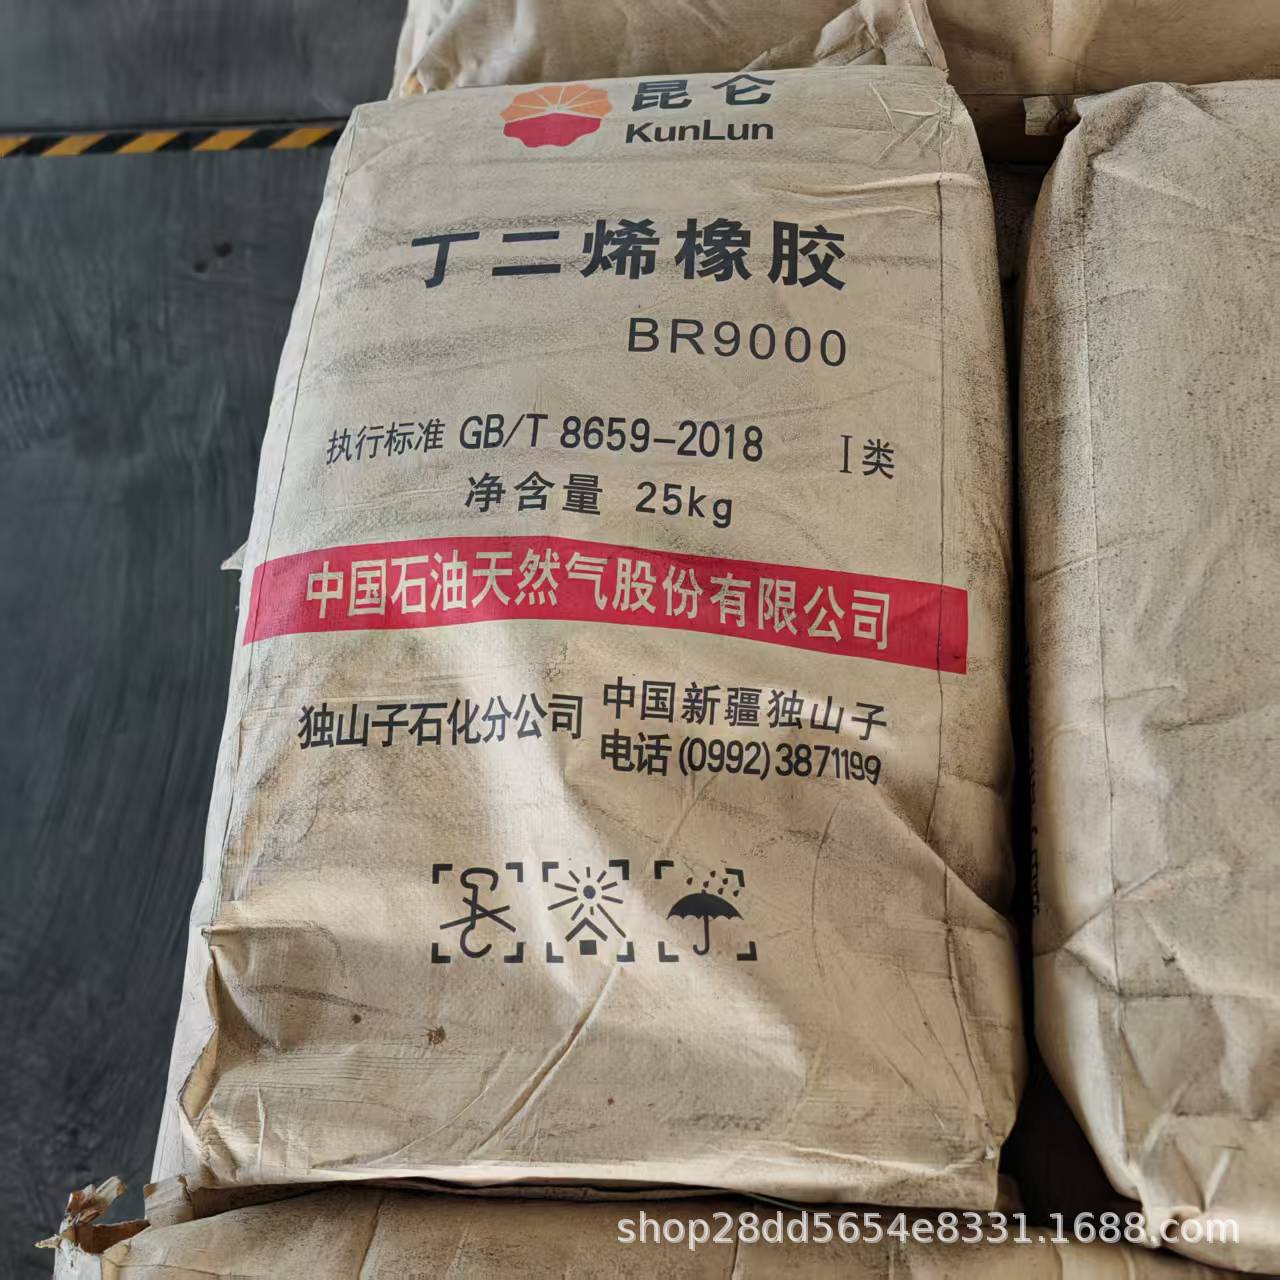 昆仑
KunLun
丁二烯橡胶
BR9000
执行标准 GB/T 8659-2018 I类
净含量 25kg
中国石油天然气股份有限公司
独山子石化分公司
中国新疆独山子
电话 (0992) 3871199
shop28dd5654e8331.1688.com